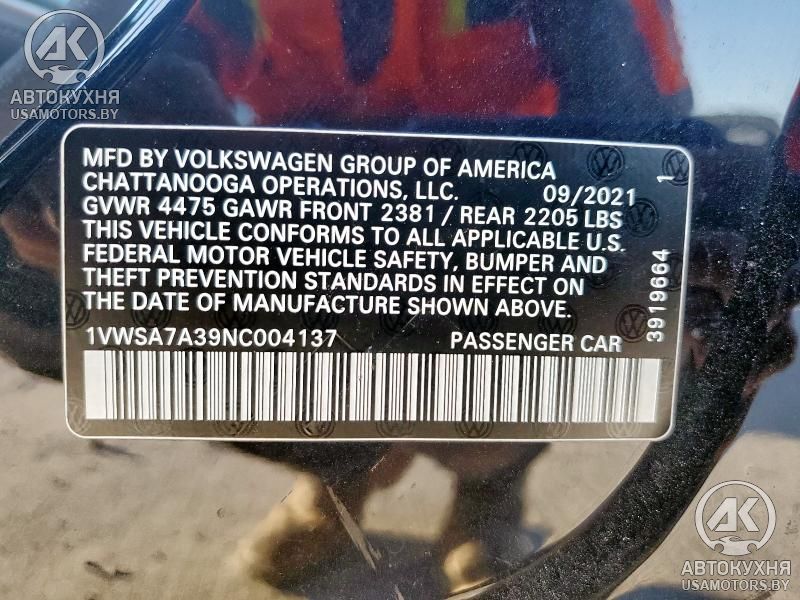 AK
АВТОКУХНЯ
USAMOTORS.BY
MFD BY VOLKSWAGEN GROUP OF AMERICA
CHATTANOOGA OPERATIONS, LLC. 09/2021
GVWR 4475 GAWR FRONT 2381 / REAR 2205 LBS
THIS VEHICLE CONFORMS TO ALL APPLICABLE U.S.
FEDERAL MOTOR VEHICLE SAFETY, BUMPER AND
THEFT PREVENTION STANDARDS IN EFFECT ON
THE DATE OF MANUFACTURE SHOWN ABOVE.
1VWSA7A39NC004137 PASSENGER CAR
3919664 1
AK
АВТОКУХНЯ
USAMOTORS.BY